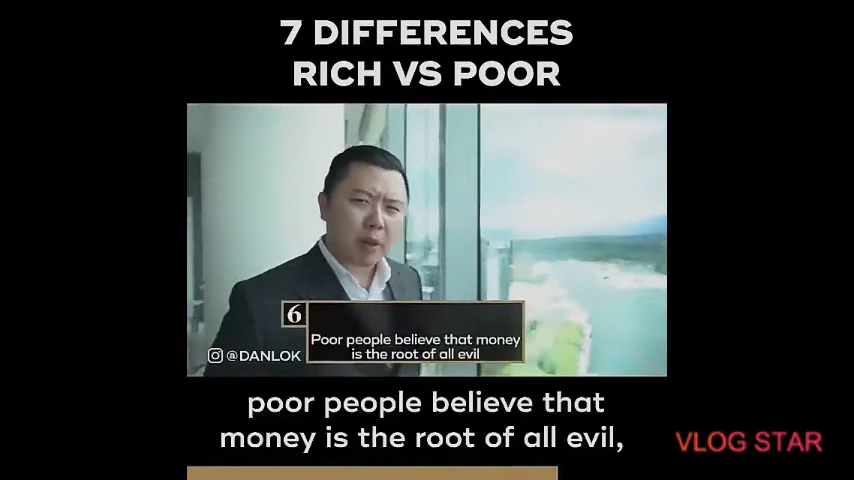 7 DIFFERENCES
RICH VS POOR
6
Poor people believe that money
is the root of all evil
@DANLOK
poor people believe that
money is the root of all evil,
VLOG STAR